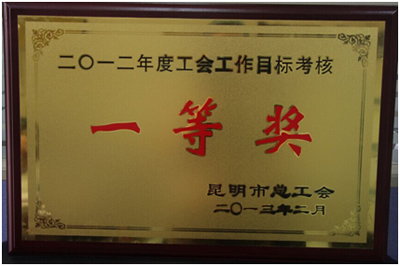 二〇一二年度工会工作目标考核
一等奖
昆明市总工会
二〇一三年二月